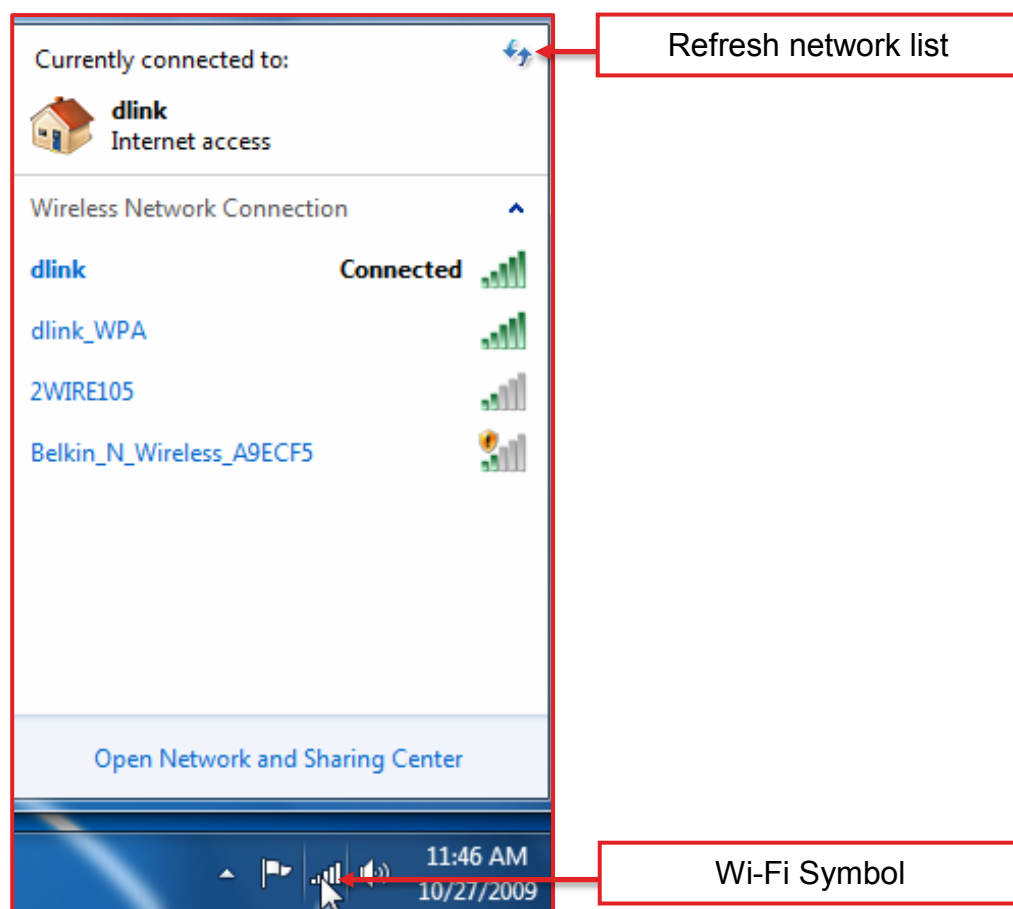 Currently connected to:
Refresh network list
dlink
Internet access
Wireless Network Connection
dlink Connected
dlink_WPA
2WIRE105
Belkin_N_Wireless_A9ECF5
Open Network and Sharing Center
11:46 AM
10/27/2009
Wi-Fi Symbol